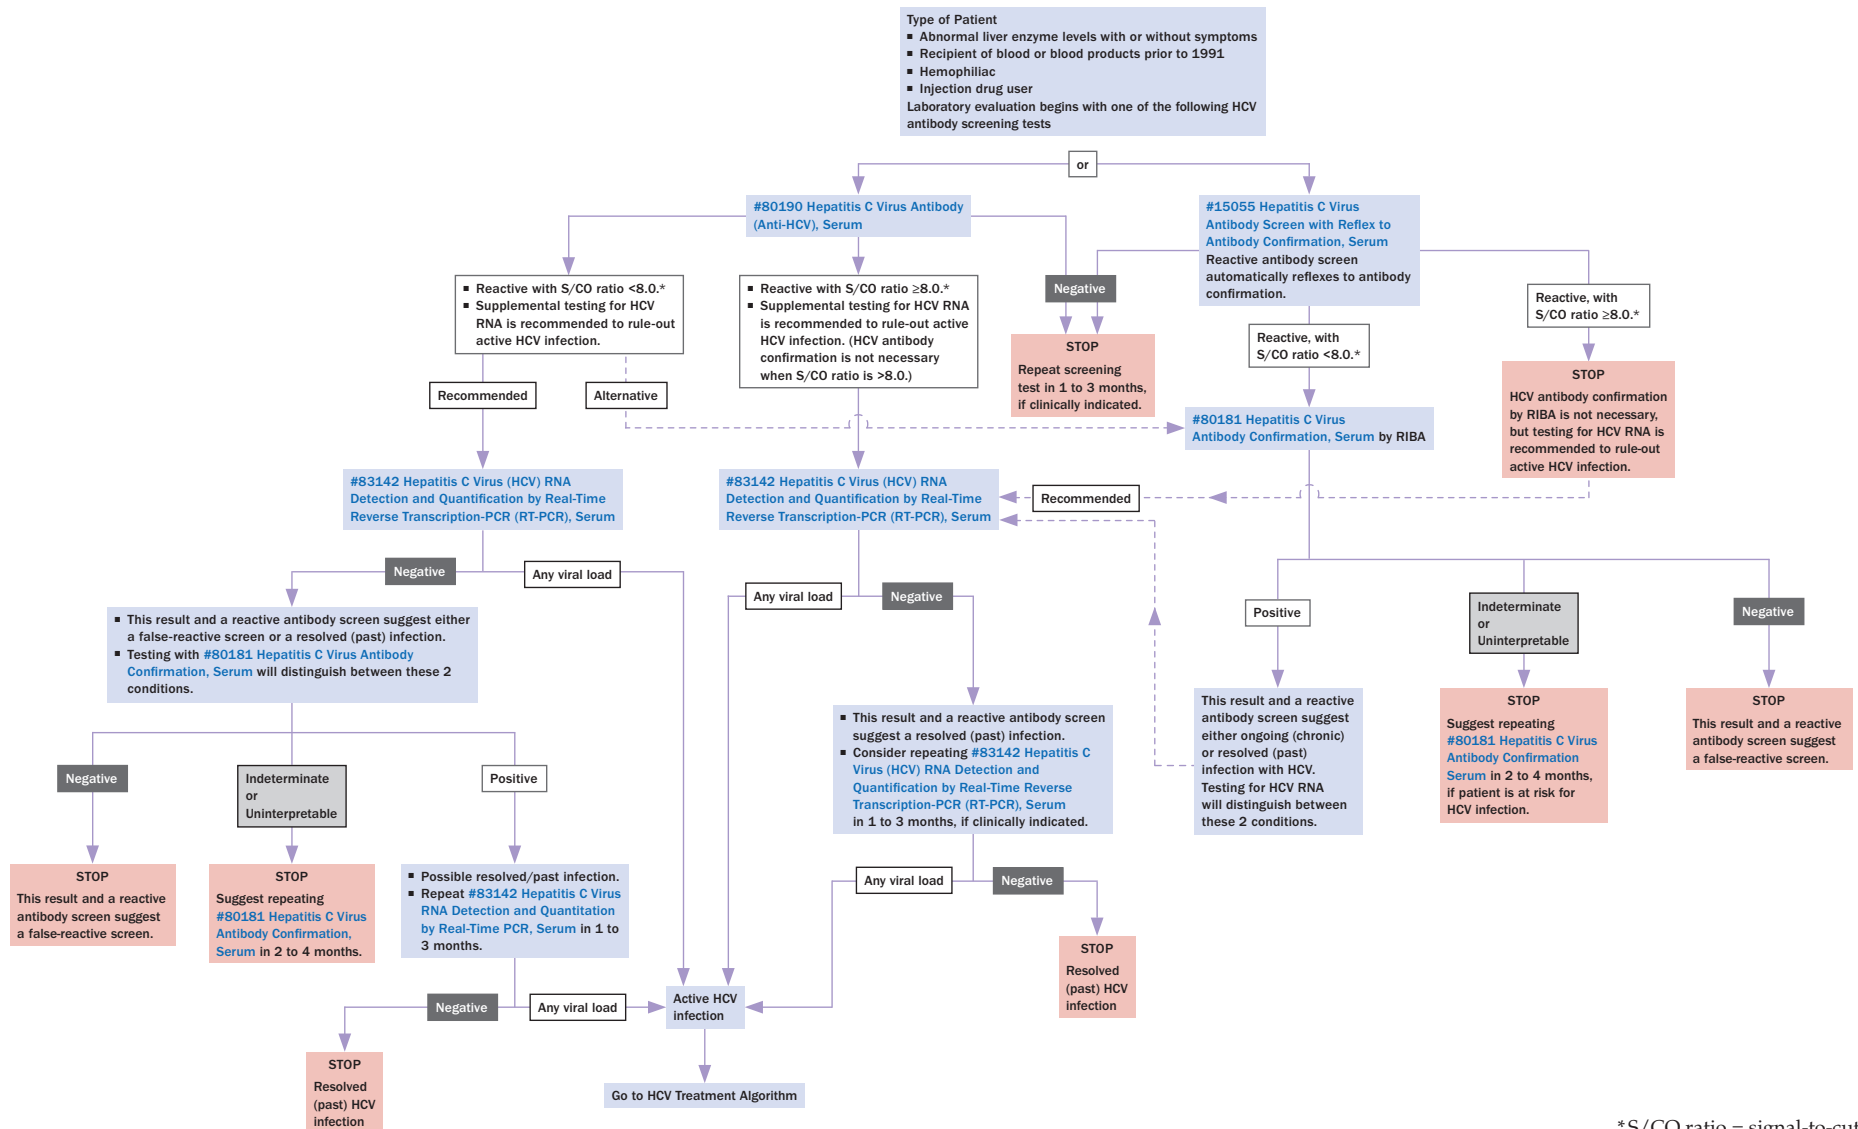 Type of Patient
▪ Abnormal liver enzyme levels with or without symptoms
▪ Recipient of blood or blood products prior to 1991
▪ Hemophiliac
▪ Injection drug user
Laboratory evaluation begins with one of the following HCV
antibody screening tests
or
#80190 Hepatitis C Virus Antibody
(Anti-HCV), Serum
#15055 Hepatitis C Virus
Antibody Screen with Reflex to
Antibody Confirmation, Serum
Reactive antibody screen
automatically reflexes to antibody
confirmation.
▪ Reactive with S/CO ratio <8.0.*
▪ Supplemental testing for HCV
RNA is recommended to rule-out
active HCV infection.
▪ Reactive with S/CO ratio ≥8.0.*
▪ Supplemental testing for HCV RNA
is recommended to rule-out active
HCV infection. (HCV antibody
confirmation is not necessary
when S/CO ratio is >8.0.)
Negative
Reactive, with
S/CO ratio ≥8.0.*
Reactive, with
S/CO ratio <8.0.*
STOP
Repeat screening
test in 1 to 3 months,
if clinically indicated.
STOP
HCV antibody confirmation
by RIBA is not necessary,
but testing for HCV RNA is
recommended to rule-out
active HCV infection.
Recommended
Alternative
#80181 Hepatitis C Virus
Antibody Confirmation, Serum by RIBA
#83142 Hepatitis C Virus (HCV) RNA
Detection and Quantification by Real-Time
Reverse Transcription-PCR (RT-PCR), Serum
#83142 Hepatitis C Virus (HCV) RNA
Detection and Quantification by Real-Time
Reverse Transcription-PCR (RT-PCR), Serum
Recommended
Negative
Any viral load
Any viral load
Negative
Positive
Indeterminate
or
Uninterpretable
Negative
▪ This result and a reactive antibody screen suggest either
a false-reactive screen or a resolved (past) infection.
▪ Testing with #80181 Hepatitis C Virus Antibody
Confirmation, Serum will distinguish between these 2
conditions.
▪ This result and a reactive antibody screen
suggest a resolved (past) infection.
▪ Consider repeating #83142 Hepatitis C
Virus (HCV) RNA Detection and
Quantification by Real-Time Reverse
Transcription-PCR (RT-PCR), Serum
in 1 to 3 months, if clinically indicated.
This result and a reactive
antibody screen suggest
either ongoing (chronic)
or resolved (past)
infection with HCV.
Testing for HCV RNA
will distinguish between
these 2 conditions.
STOP
Suggest repeating
#80181 Hepatitis C Virus
Antibody Confirmation
Serum in 2 to 4 months,
if patient is at risk for
HCV infection.
STOP
This result and a reactive
antibody screen suggest
a false-reactive screen.
Negative
Indeterminate
or
Uninterpretable
Positive
STOP
This result and a reactive
antibody screen suggest
a false-reactive screen.
STOP
Suggest repeating
#80181 Hepatitis C Virus
Antibody Confirmation,
Serum in 2 to 4 months.
▪ Possible resolved/past infection.
▪ Repeat #83142 Hepatitis C Virus
RNA Detection and Quantitation
by Real-Time PCR, Serum in 1 to
3 months.
Any viral load
Negative
STOP
Resolved
(past) HCV
infection
Negative
Any viral load
Active HCV
infection
STOP
Resolved
(past) HCV
infection
Go to HCV Treatment Algorithm
*S/CO ratio = signal-to-cut